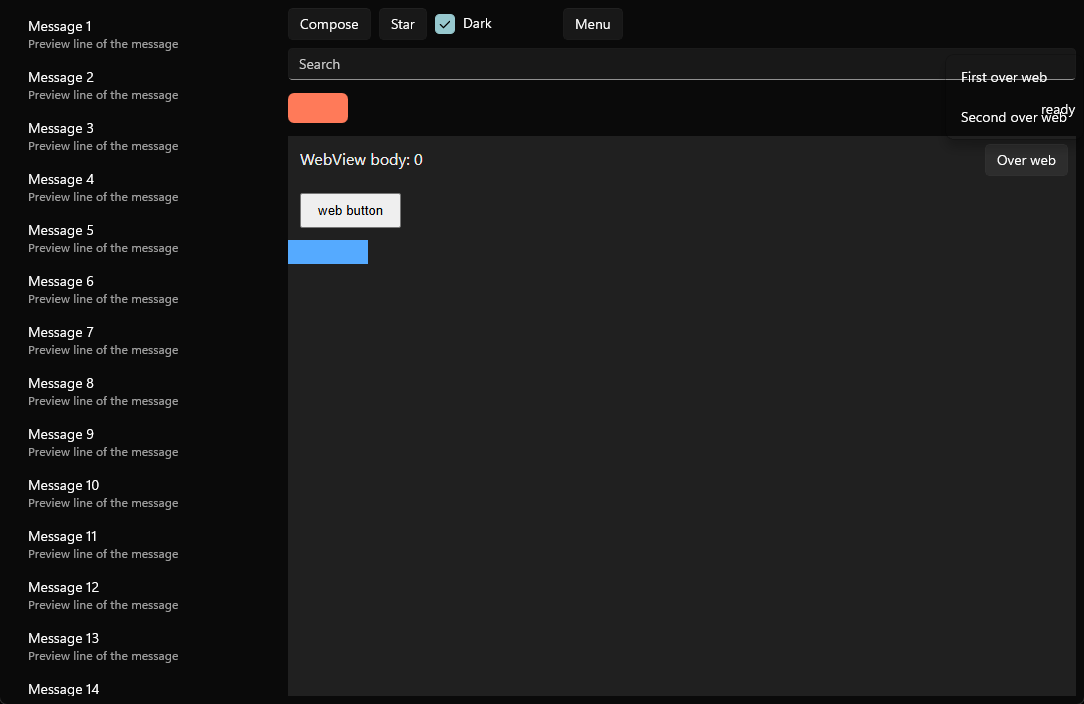 Message 1
Preview line of the message
Message 2
Preview line of the message
Message 3
Preview line of the message
Message 4
Preview line of the message
Message 5
Preview line of the message
Message 6
Preview line of the message
Message 7
Preview line of the message
Message 8
Preview line of the message
Message 9
Preview line of the message
Message 10
Preview line of the message
Message 11
Preview line of the message
Message 12
Preview line of the message
Message 13
Preview line of the message
Message 14
Compose Star Dark Menu
Search
First over web
ready
Second over web
WebView body: 0 Over web
web button